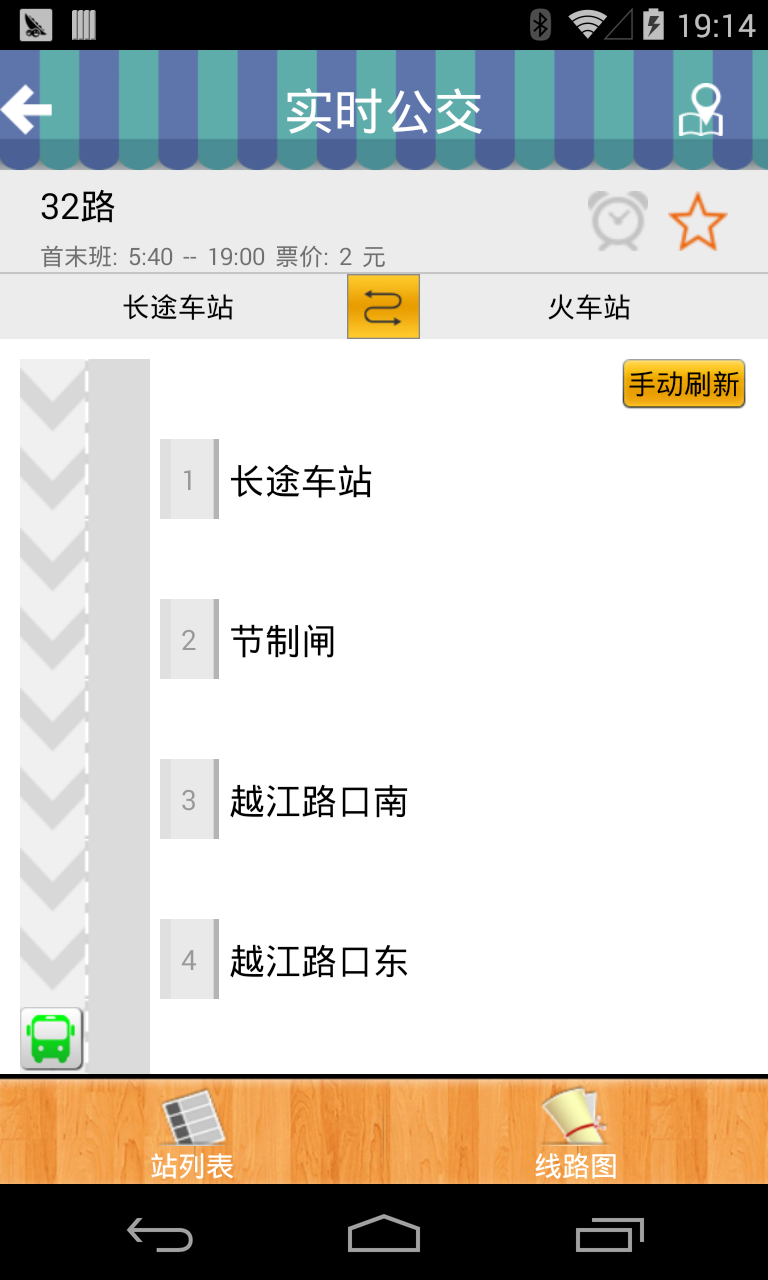 19:14
实时公交
32路
首末班: 5:40 -- 19:00 票价: 2 元
长途车站
火车站
手动刷新
1 长途车站
2 节制闸
3 越江路口南
4 越江路口东
站列表
线路图